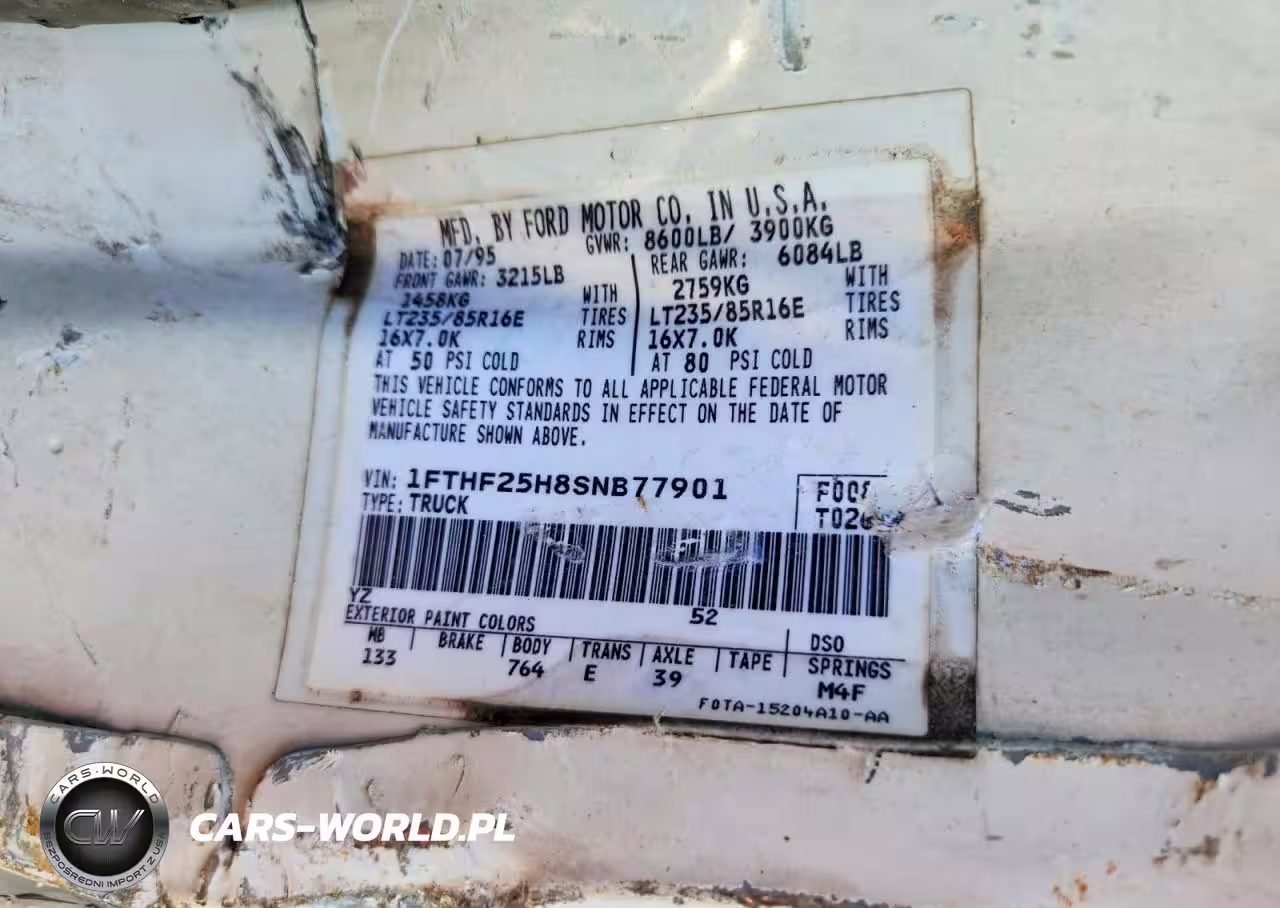 MFD. BY FORD MOTOR CO. IN U.S.A.
DATE: 07/95 GVWR: 8600LB/ 3900KG
FRONT GAWR: 3215LB REAR GAWR: 6084LB
1458KG WITH 2759KG WITH
LT235/85R16E TIRES LT235/85R16E TIRES
16X7.0K RIMS 16X7.0K RIMS
AT 50 PSI COLD AT 80 PSI COLD
THIS VEHICLE CONFORMS TO ALL APPLICABLE FEDERAL MOTOR
VEHICLE SAFETY STANDARDS IN EFFECT ON THE DATE OF
MANUFACTURE SHOWN ABOVE.
VIN: 1FTHF25H8SNB77901
TYPE: TRUCK
YZ 52
EXTERIOR PAINT COLORS DSO
WB BRAKE BODY TRANS AXLE TAPE SPRINGS
133 764 E 39 M4F
F0TA-15204A10-AA
CARS-WORLD
CW
BEZPOŚREDNI IMPORT Z USA
CARS-WORLD.PL